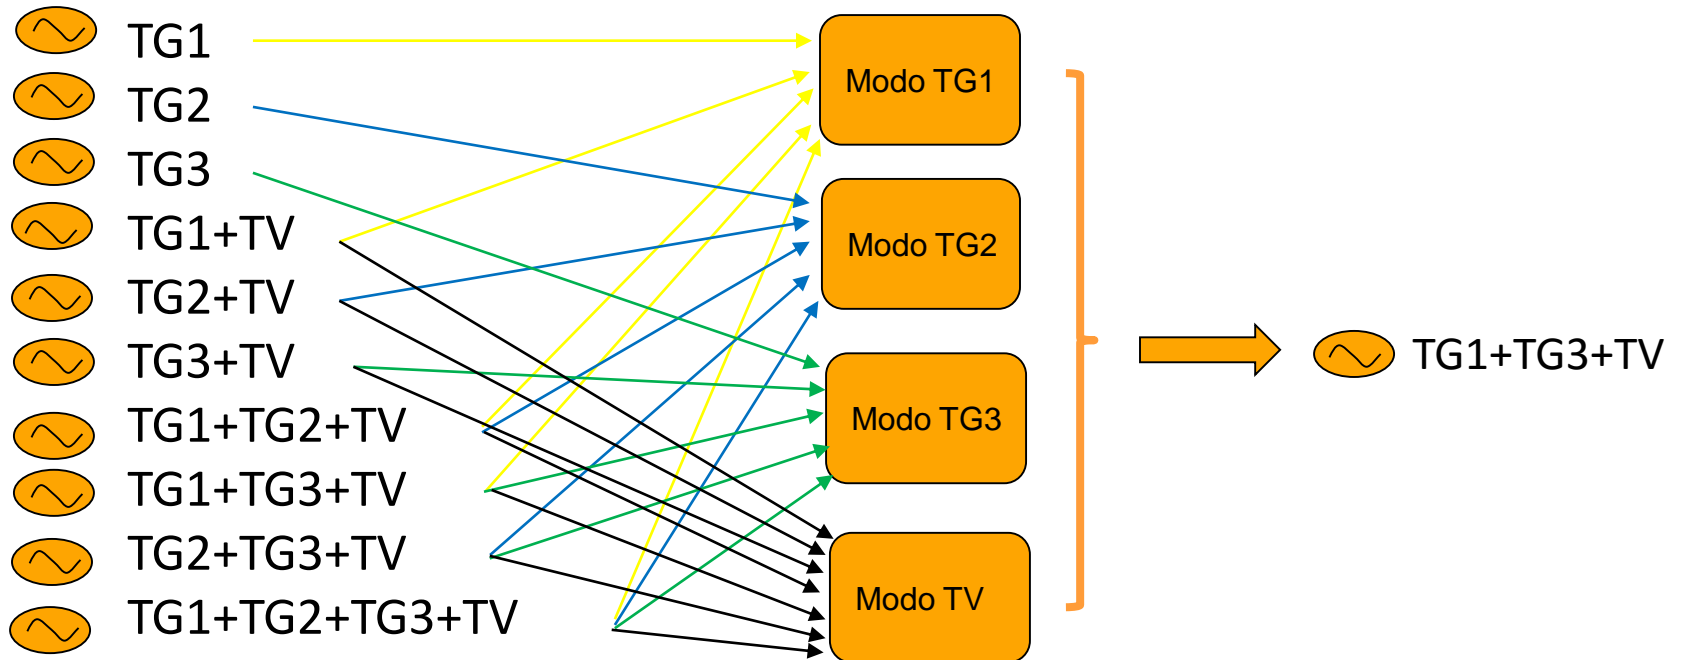 TG1
TG2
TG3
TG1+TV
TG2+TV
TG3+TV
TG1+TG2+TV
TG1+TG3+TV
TG2+TG3+TV
TG1+TG2+TG3+TV
Modo TG1
Modo TG2
Modo TG3
Modo TV
TG1+TG3+TV